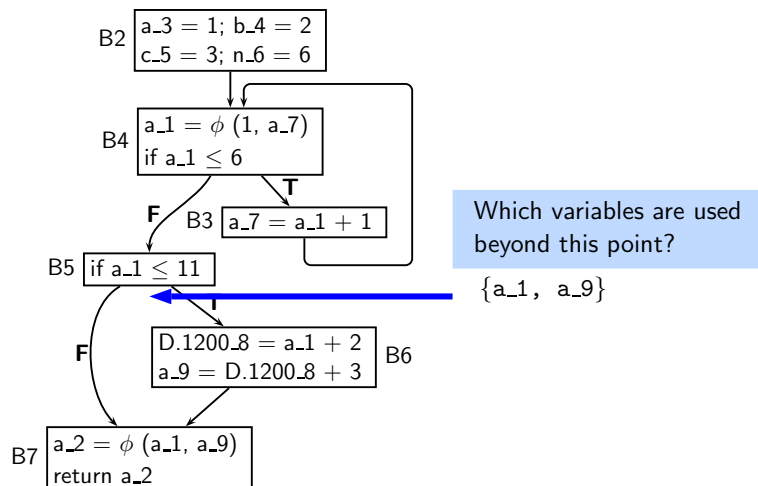 B2
a_3 = 1; b_4 = 2
c_5 = 3; n_6 = 6
B4
a_1 = ϕ (1, a_7)
if a_1 ≤ 6
F
T
B3
a_7 = a_1 + 1
Which variables are used
beyond this point?
{a_1, a_9}
B5
if a_1 ≤ 11
T
F
D.1200_8 = a_1 + 2
a_9 = D.1200_8 + 3
B6
B7
a_2 = ϕ (a_1, a_9)
return a_2